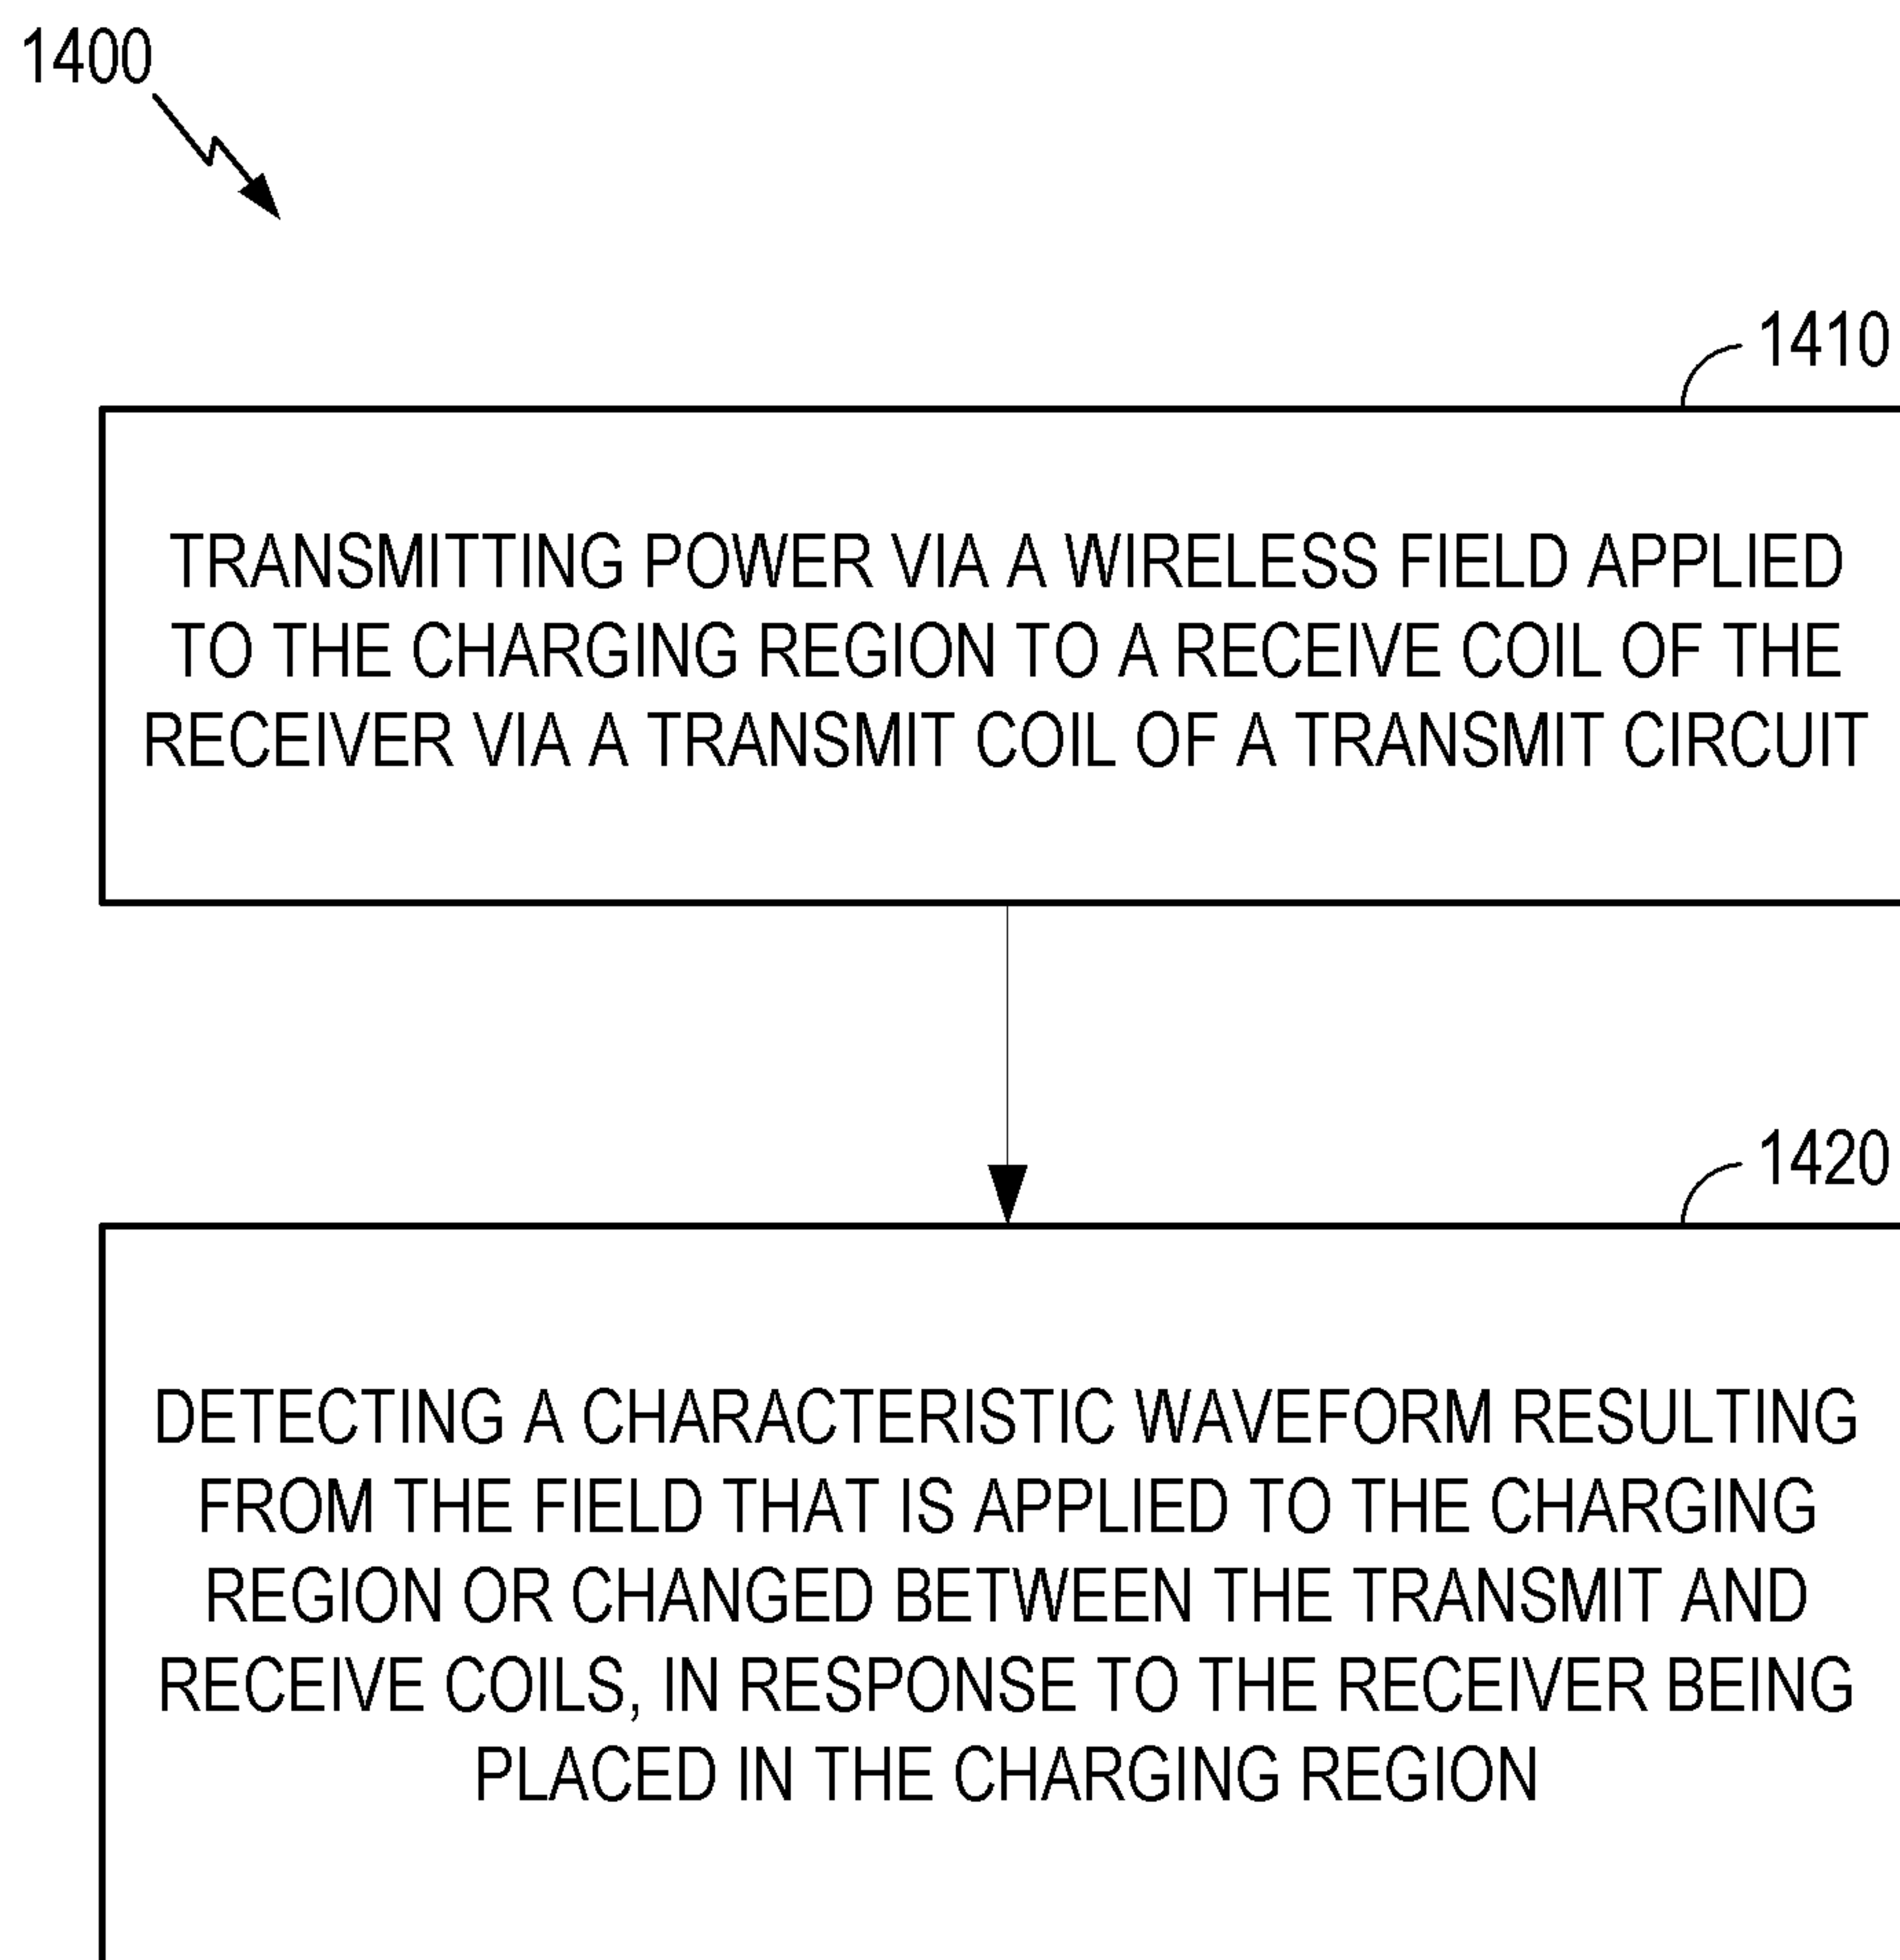 1400
1410
TRANSMITTING POWER VIA A WIRELESS FIELD APPLIED
TO THE CHARGING REGION TO A RECEIVE COIL OF THE
RECEIVER VIA A TRANSMIT COIL OF A TRANSMIT CIRCUIT
1420
DETECTING A CHARACTERISTIC WAVEFORM RESULTING
FROM THE FIELD THAT IS APPLIED TO THE CHARGING
REGION OR CHANGED BETWEEN THE TRANSMIT AND
RECEIVE COILS, IN RESPONSE TO THE RECEIVER BEING
PLACED IN THE CHARGING REGION